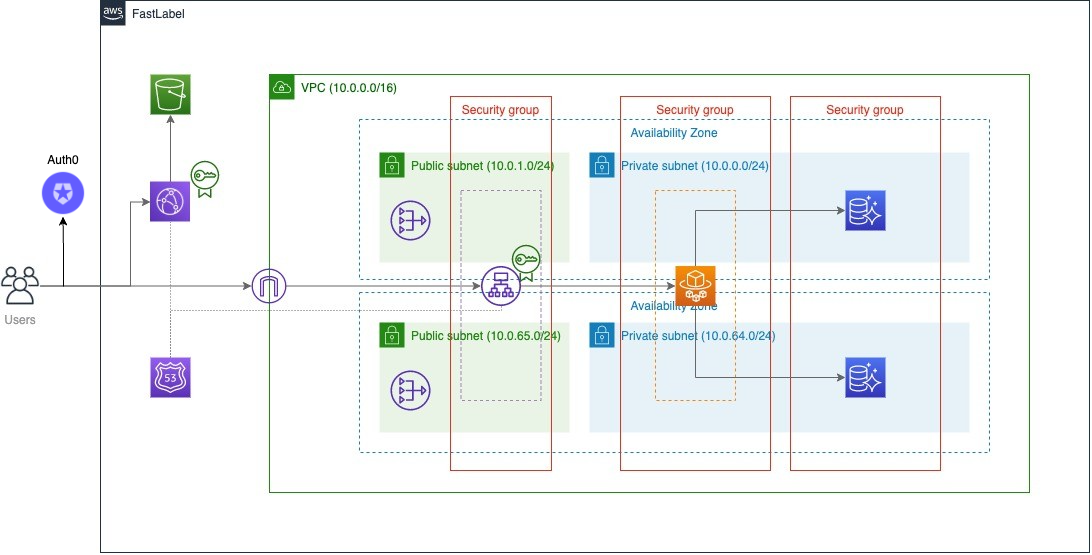 aws
FastLabel
VPC (10.0.0.0/16)
Security group
Security group
Security group
Availability Zone
Auth0
Public subnet (10.0.1.0/24)
Private subnet (10.0.0.0/24)
Users
Availability Zone
Public subnet (10.0.65.0/24)
Private subnet (10.0.64.0/24)
53